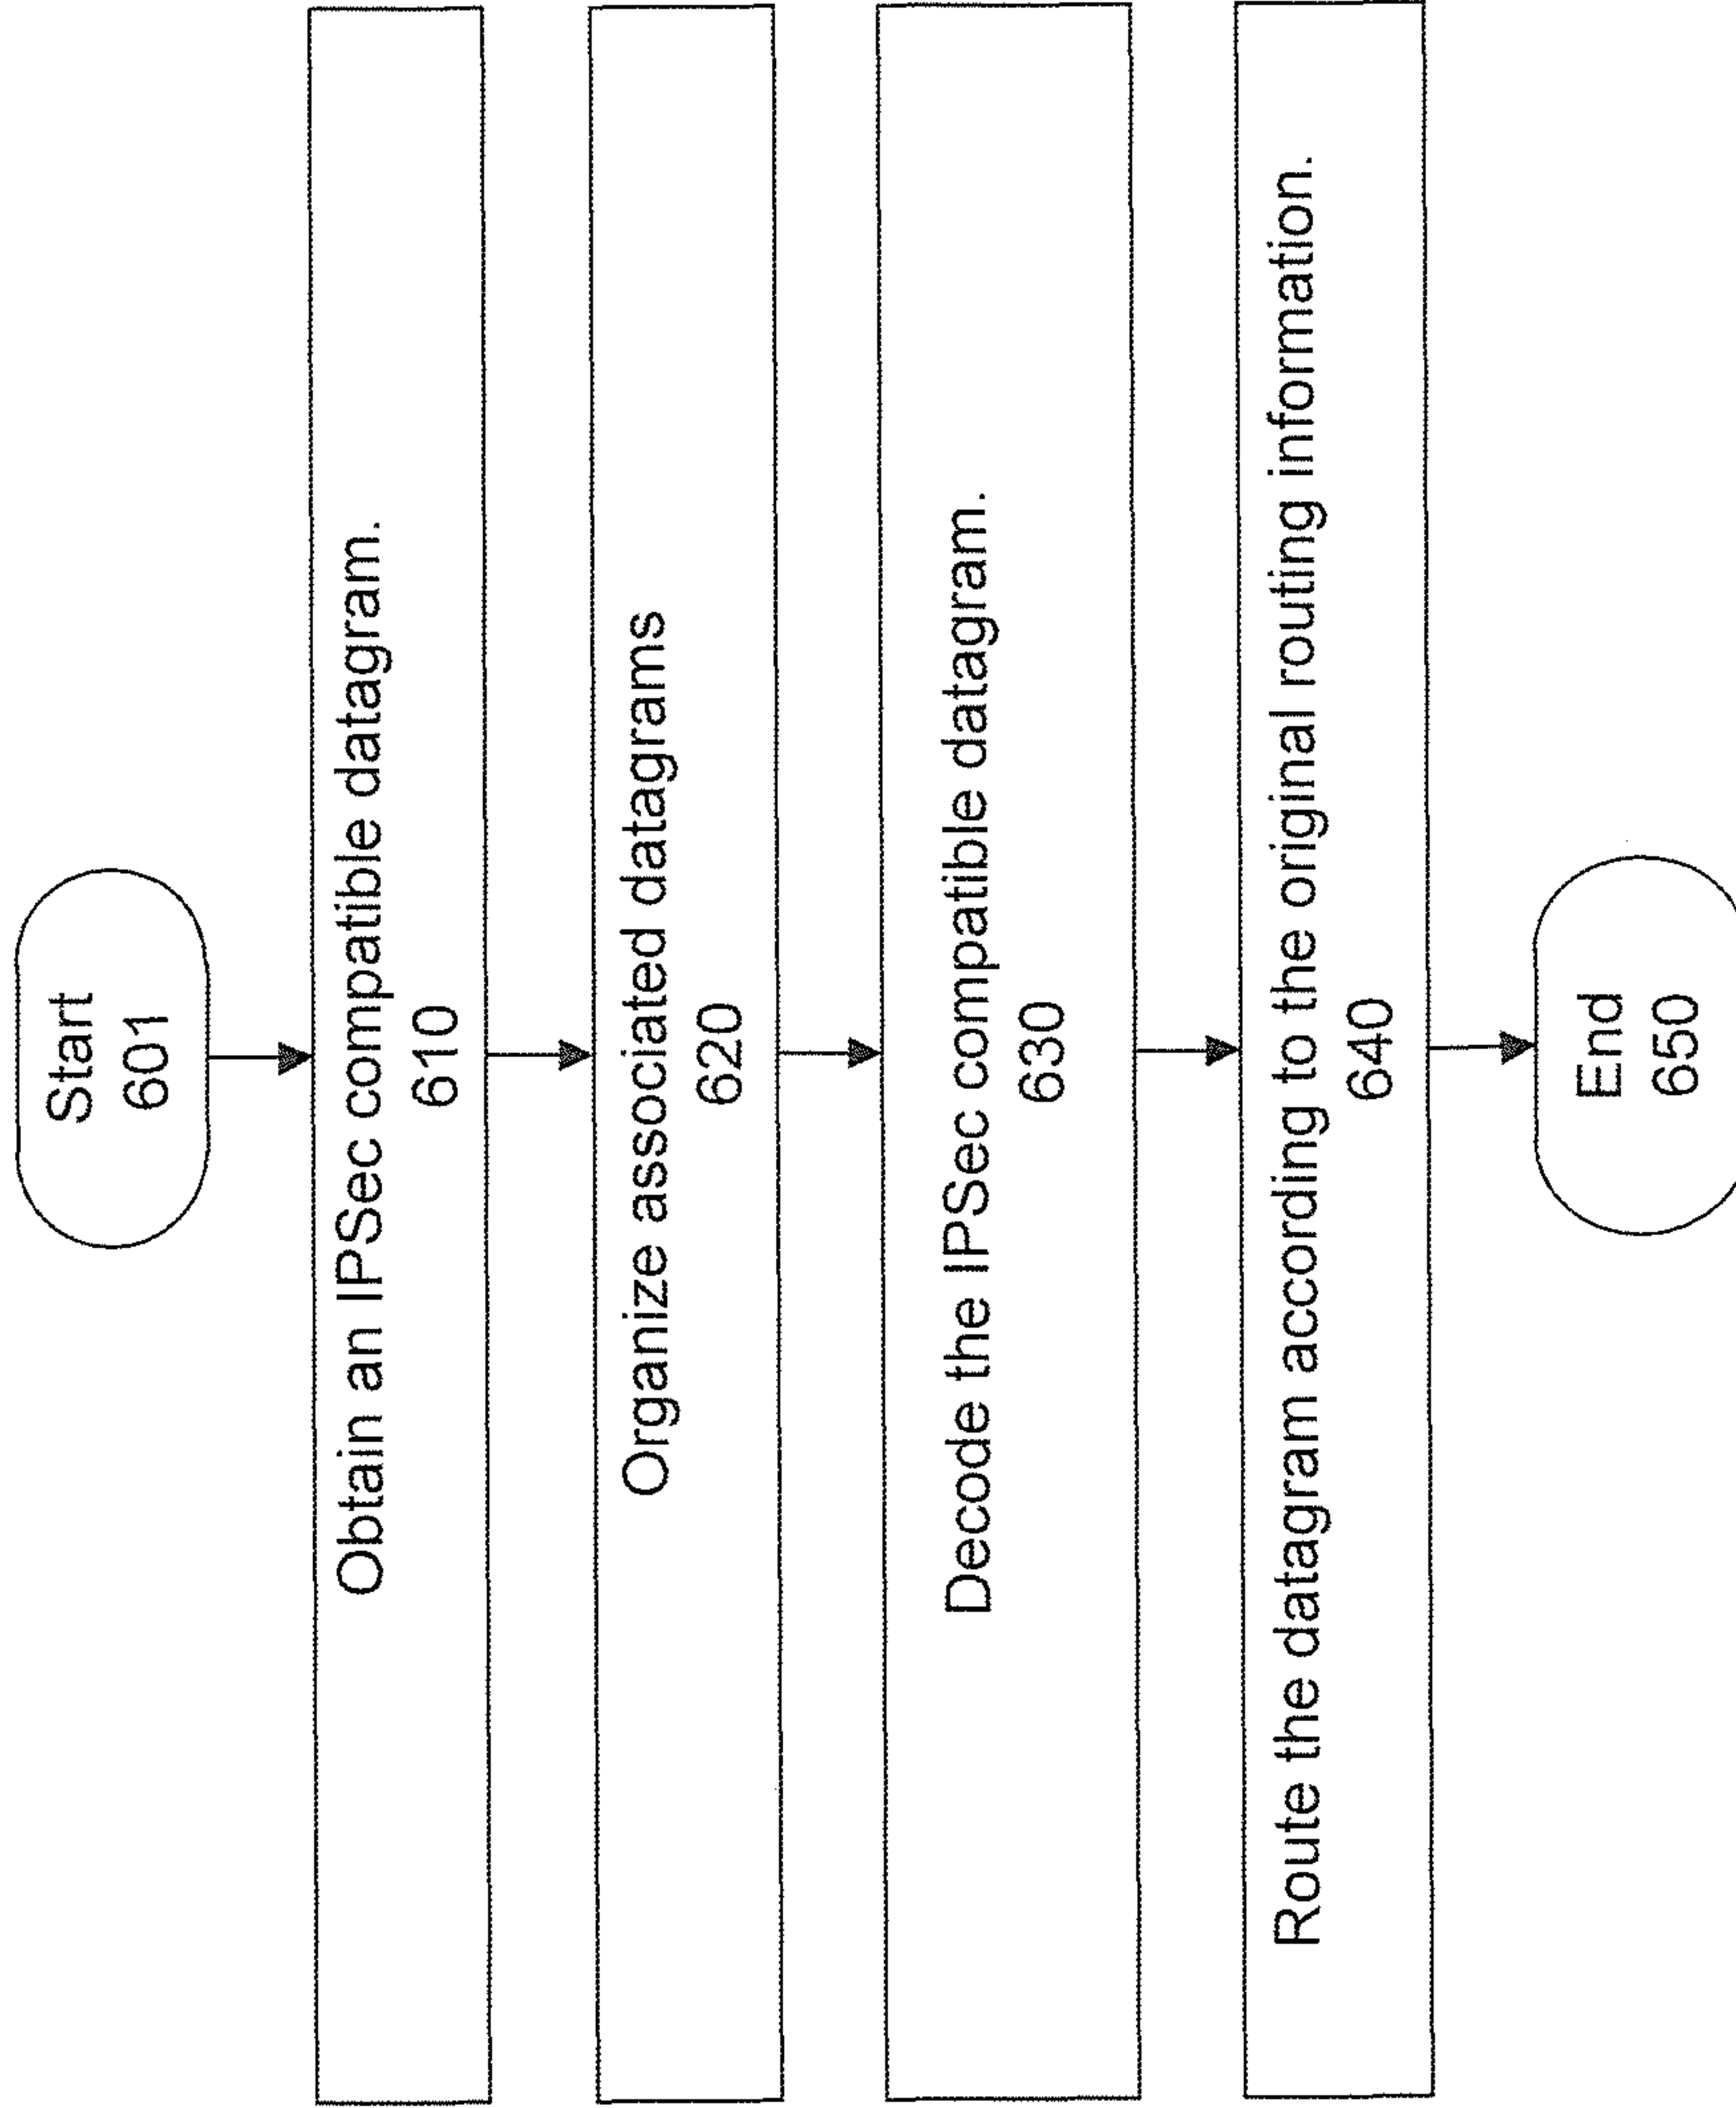 Start
601
Obtain an IPSec compatible datagram.
610
Organize associated datagrams
620
Decode the IPSec compatible datagram.
630
Route the datagram according to the original routing information.
640
End
650